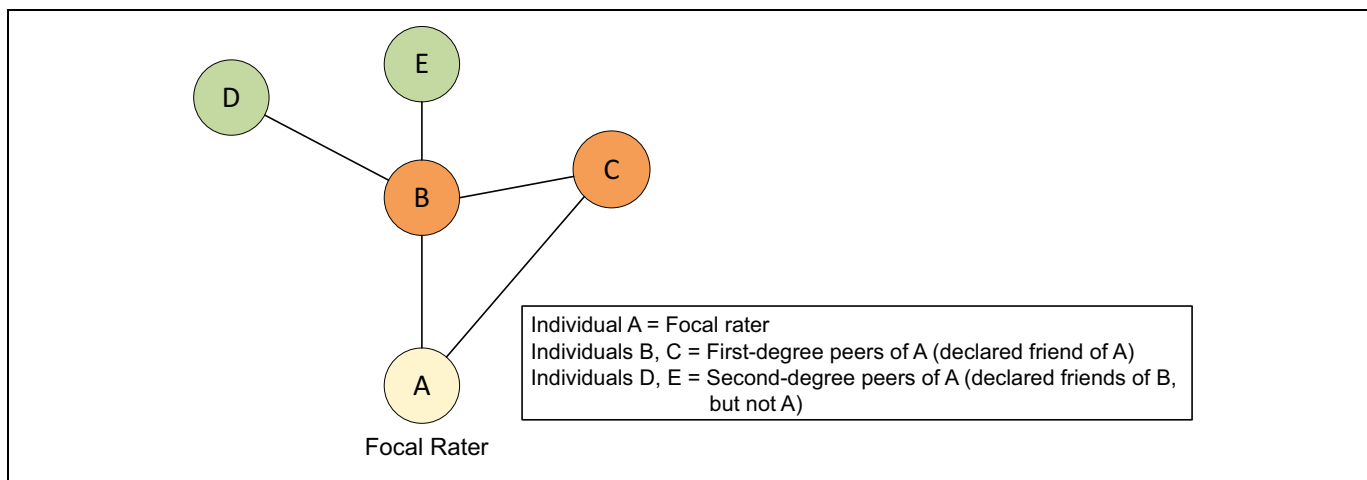 E
D
C
B
A
Focal Rater
Individual A = Focal rater
Individuals B, C = First-degree peers of A (declared friend of A)
Individuals D, E = Second-degree peers of A (declared friends of B,
but not A)